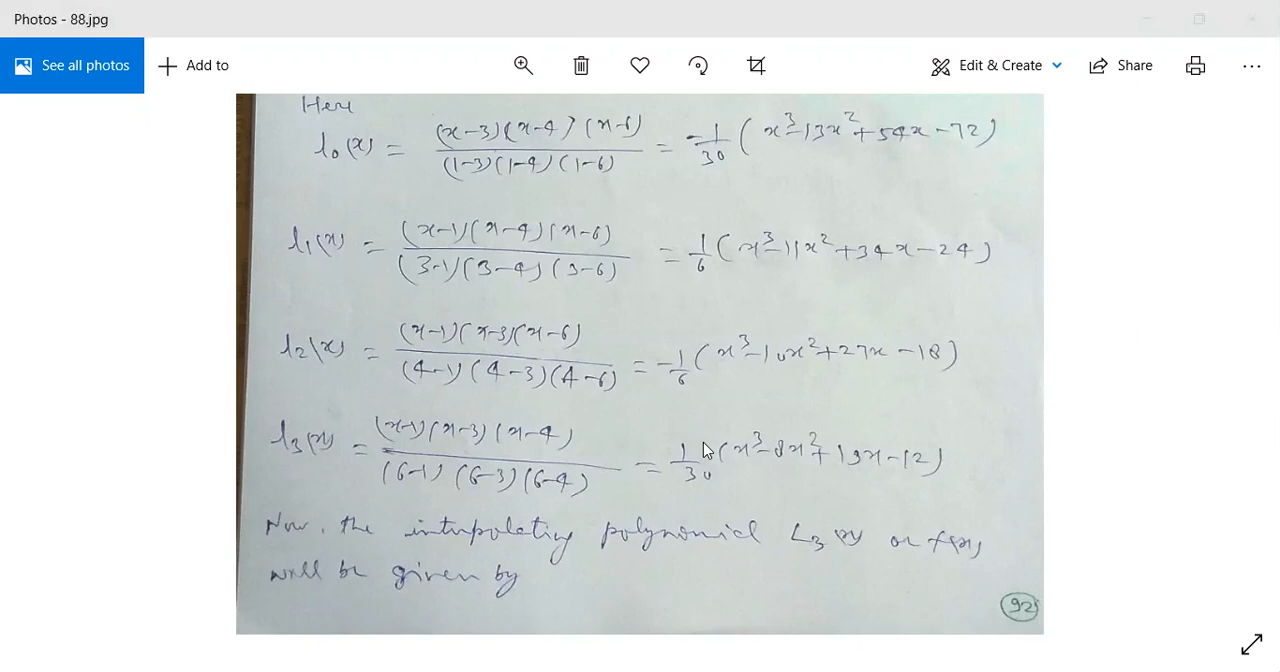 Photos - 88.jpg
See all photos
Add to
Edit & Create
Share
Here
l₀(x) = (x-3)(x-4)(x-6) / (1-3)(1-4)(1-6) = -1/30 (x³-13x²+54x-72)
l₁(x) = (x-1)(x-4)(x-6) / (3-1)(3-4)(3-6) = 1/6 (x³-11x²+34x-24)
l₂(x) = (x-1)(x-3)(x-6) / (4-1)(4-3)(4-6) = -1/6 (x³-10x²+27x-18)
l₃(x) = (x-1)(x-3)(x-4) / (6-1)(6-3)(6-4) = 1/30 (x³-8x²+19x-12)
Now, the interpolating polynomial L₃(x) or f(x)
will be given by
92